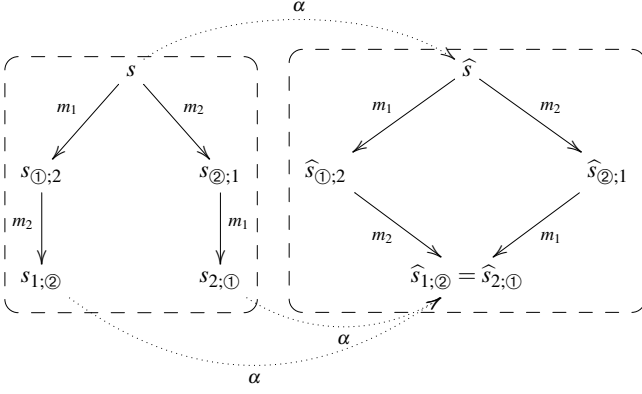 α
s ŝ
m₁ m₂ m₁ m₂
s①;2 s②;1 ŝ①;2 ŝ②;1
m₂ m₁ m₂ m₁
s1;② s2;① ŝ1;② = ŝ2;①
α
α